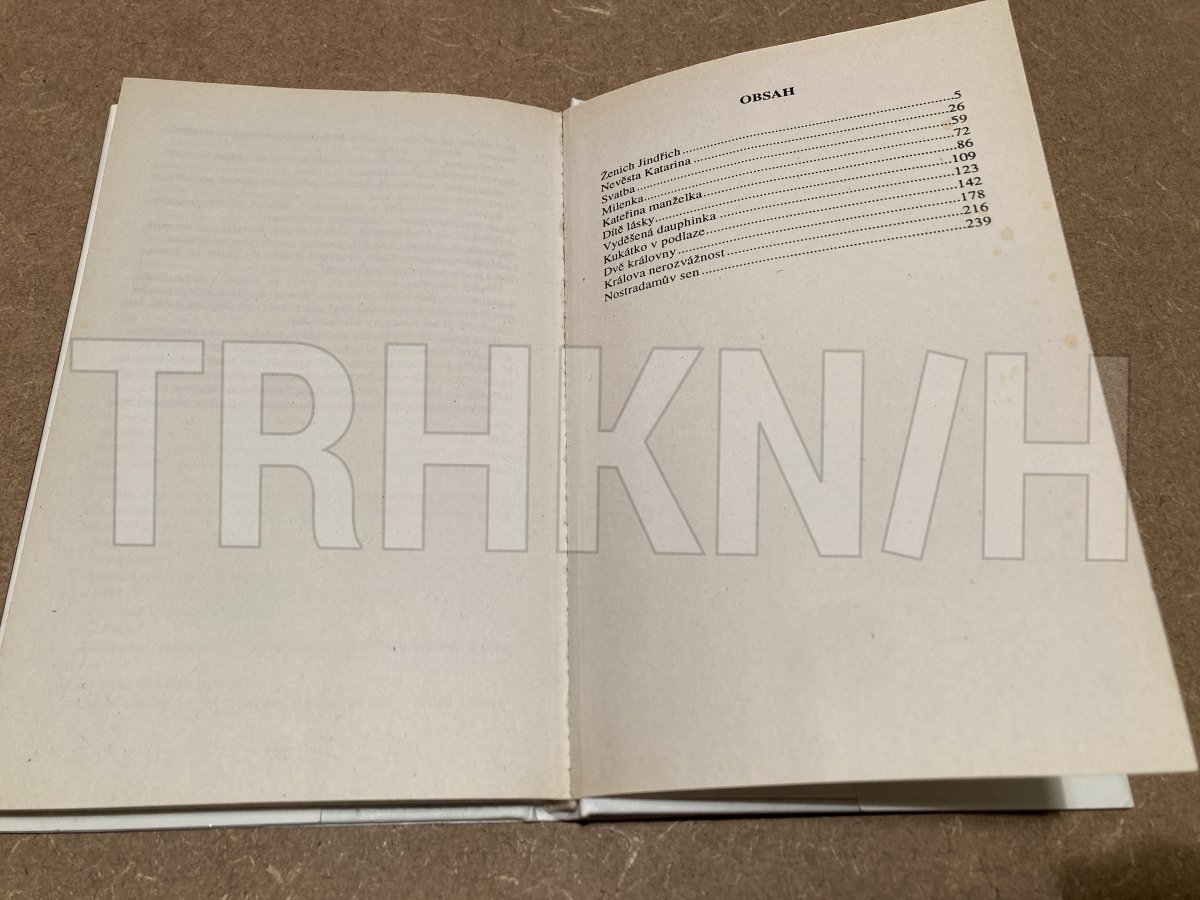 OBSAH
Ženich Jindřich 5
Nevěsta Katarina 26
Svatba 59
Milenka 72
Kateřina manželka 86
Dítě lásky 109
Vyděšená dauphinka 123
Kukátko v podlaze 142
Dvě královny 178
Králova nerozvážnost 216
Nostradamův sen 239
TRHKN/H